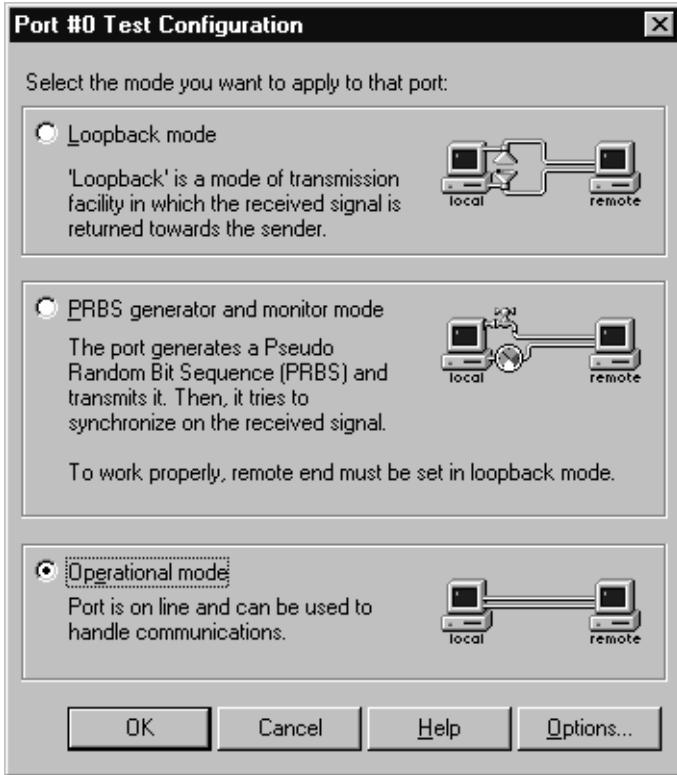 Port #0 Test Configuration
Select the mode you want to apply to that port:
Loopback mode
'Loopback' is a mode of transmission
facility in which the received signal is
returned towards the sender.
local
remote
PRBS generator and monitor mode
The port generates a Pseudo
Random Bit Sequence (PRBS) and
transmits it. Then, it tries to
synchronize on the received signal.
local
remote
To work properly, remote end must be set in loopback mode.
Operational mode
Port is on line and can be used to
handle communications.
local
remote
OK
Cancel
Help
Options...